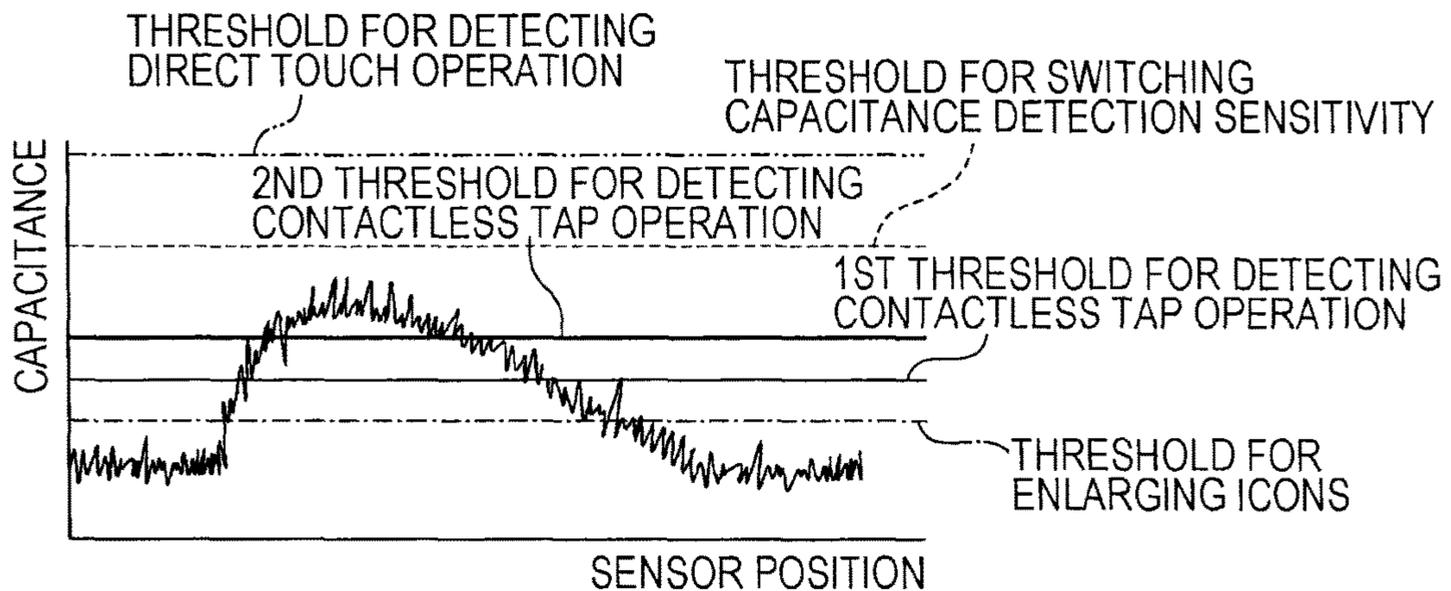 THRESHOLD FOR DETECTING
DIRECT TOUCH OPERATION
THRESHOLD FOR SWITCHING
CAPACITANCE DETECTION SENSITIVITY
2ND THRESHOLD FOR DETECTING
CONTACTLESS TAP OPERATION
1ST THRESHOLD FOR DETECTING
CONTACTLESS TAP OPERATION
CAPACITANCE
THRESHOLD FOR
ENLARGING ICONS
SENSOR POSITION